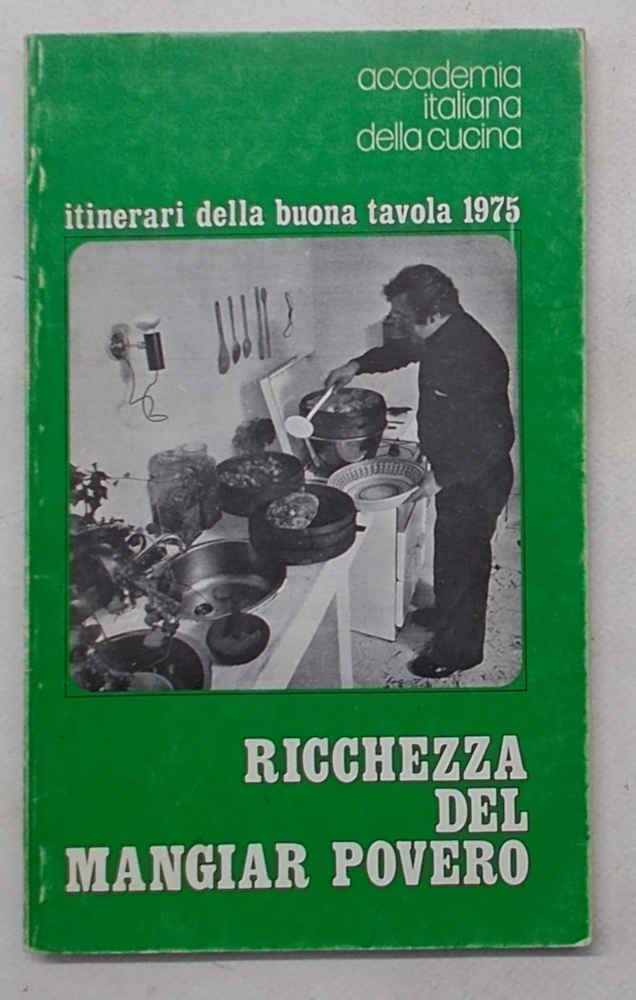 accademia
italiana
della cucina
itinerari della buona tavola 1975
RICCHEZZA
DEL
MANGIAR POVERO